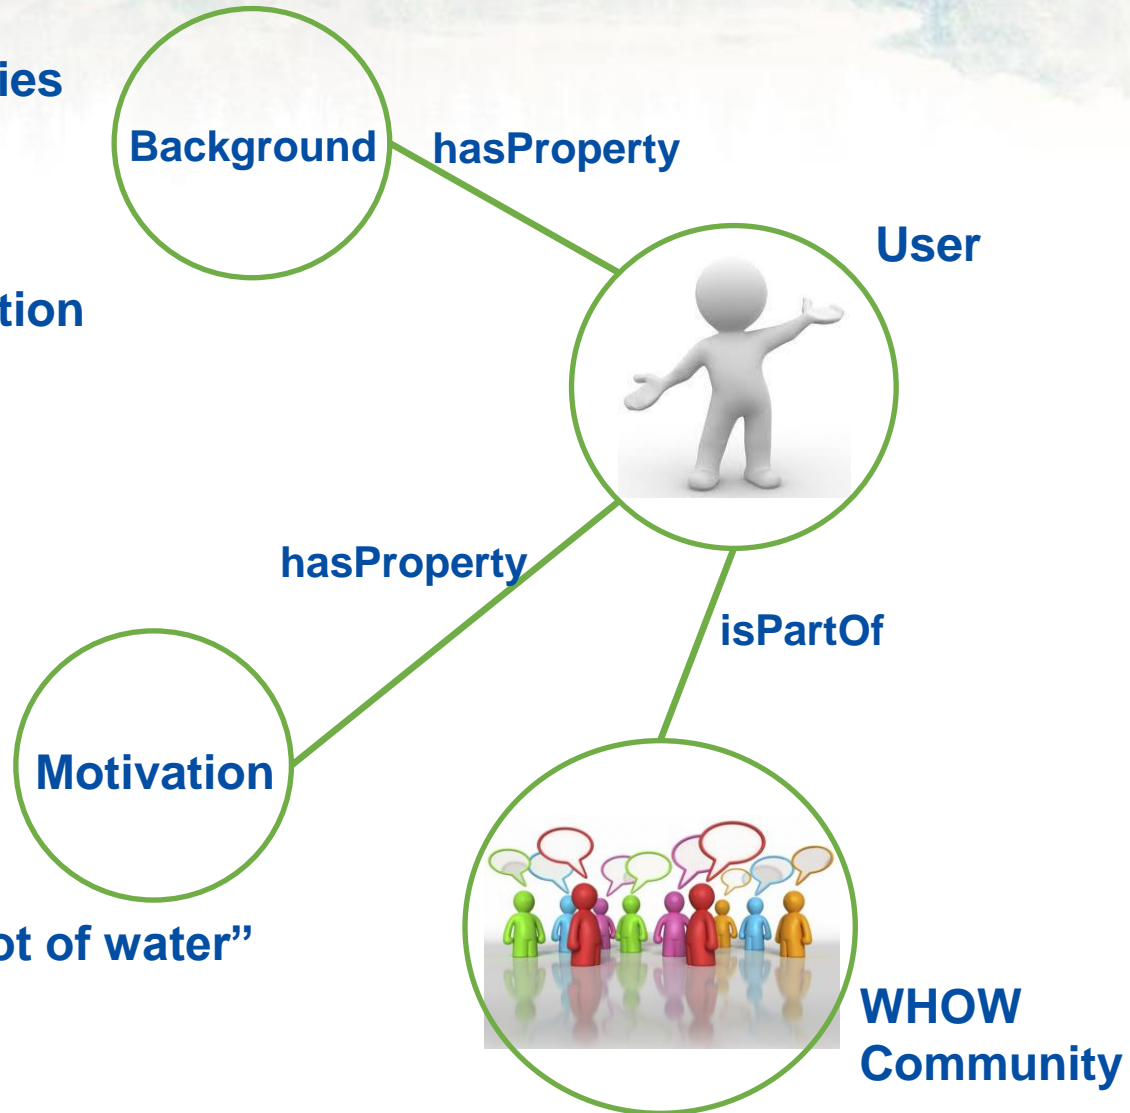 ies
Background
hasProperty
User
tion
hasProperty
isPartOf
Motivation
ot of water”
WHOW
Community